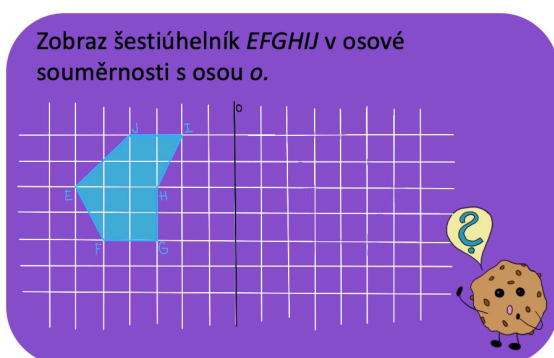 Zobraz šestiúhelník EFGHIJ v osové
souměrnosti s osou o.
o
J I
E H
F G
?